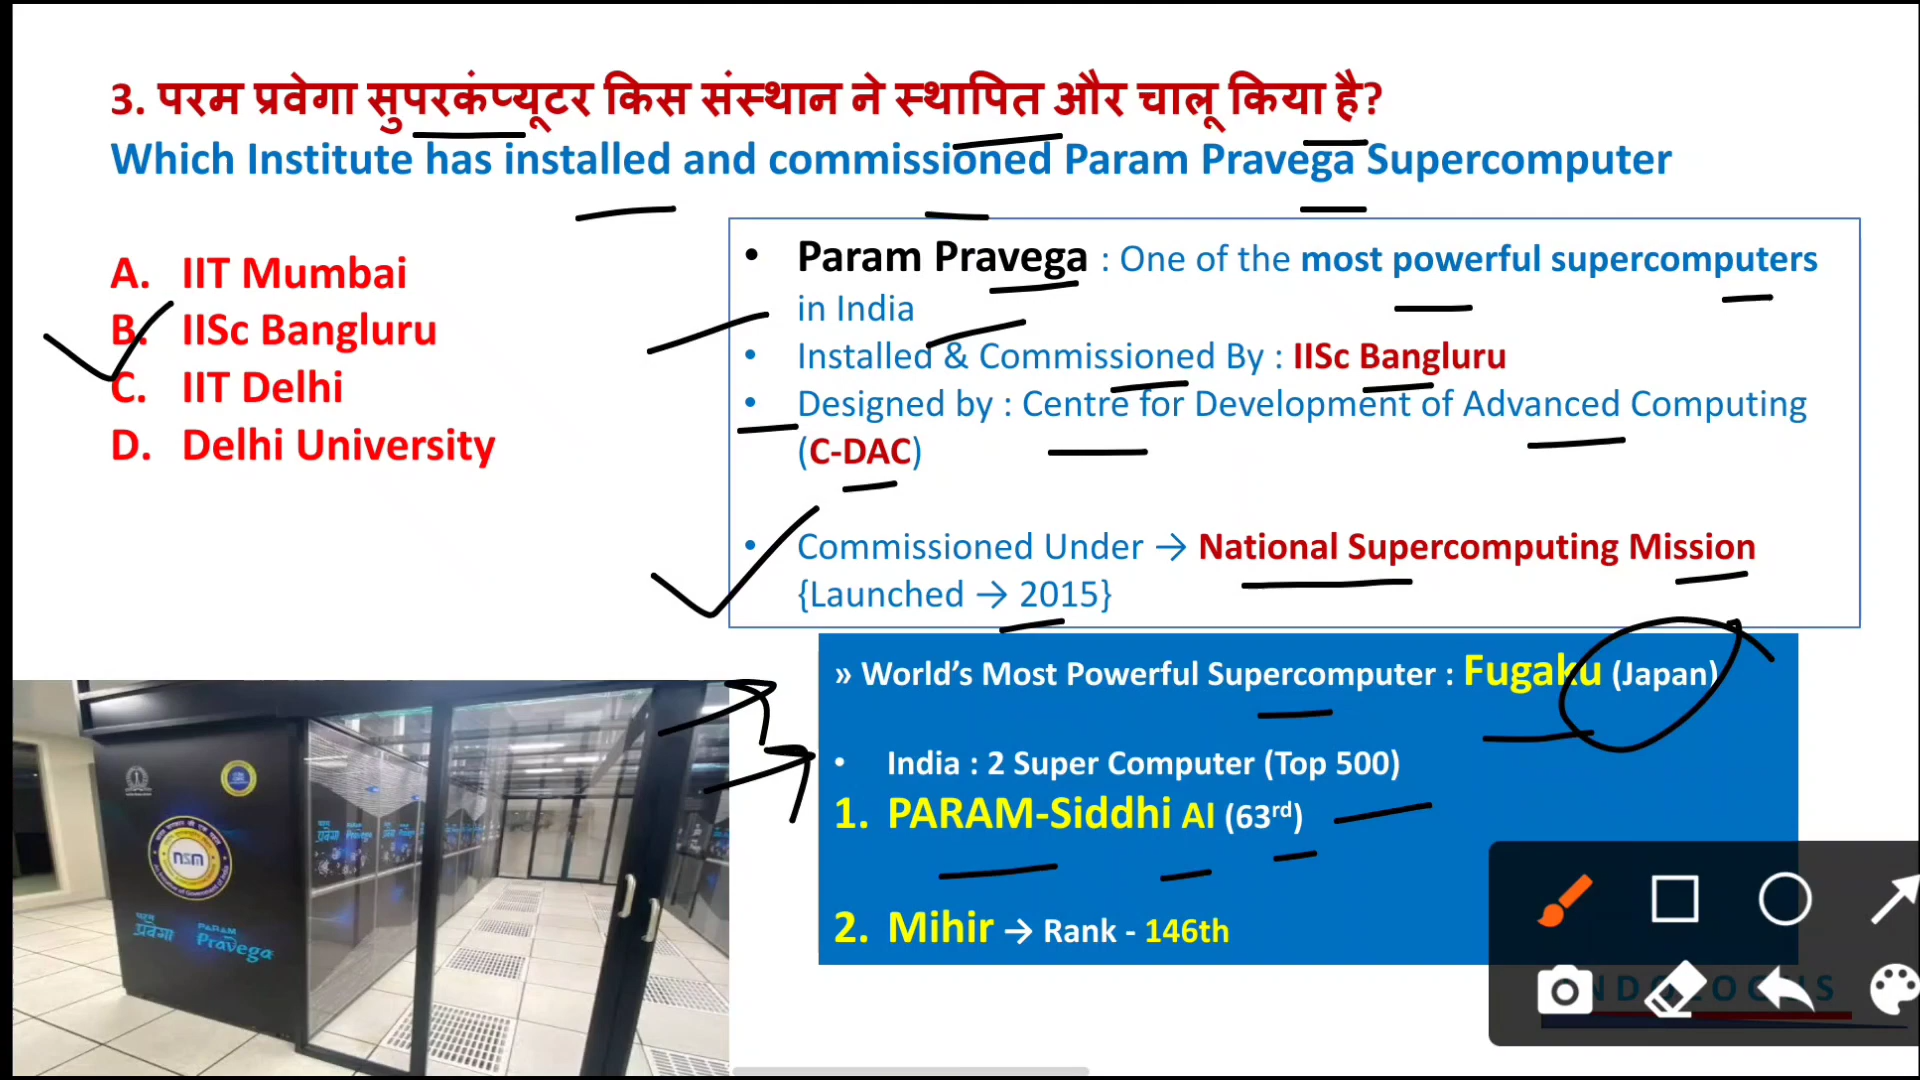 3. परम प्रवेगा सुपरकंप्यूटर किस संस्थान ने स्थापित और चालू किया है?
Which Institute has installed and commissioned Param Pravega Supercomputer
A. IIT Mumbai
B. IISc Bangluru
C. IIT Delhi
D. Delhi University
• Param Pravega : One of the most powerful supercomputers
in India
• Installed & Commissioned By : IISc Bangluru
• Designed by : Centre for Development of Advanced Computing
(C-DAC)
• Commissioned Under → National Supercomputing Mission
{Launched → 2015}
» World’s Most Powerful Supercomputer : Fugaku (Japan)
• India : 2 Super Computer (Top 500)
1. PARAM-Siddhi AI (63rd)
2. Mihir → Rank - 146th
nsm
परम
प्रवेगा
PARAM
Pravega